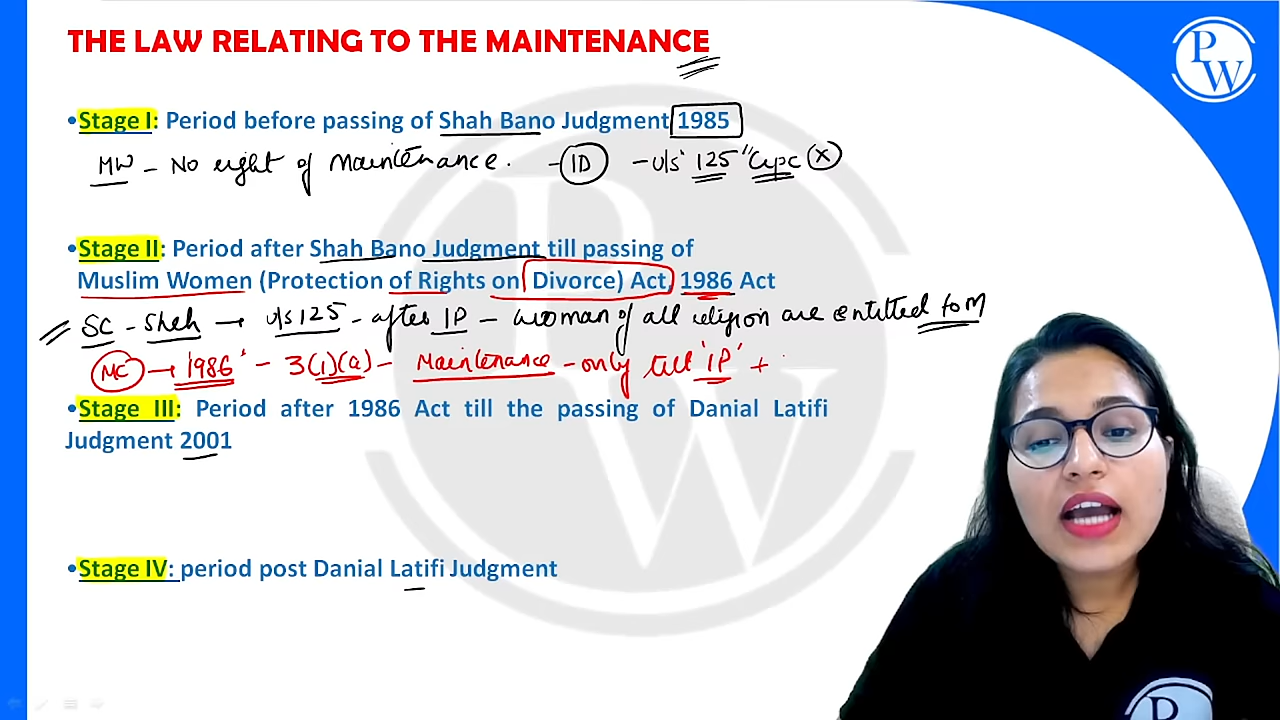 THE LAW RELATING TO THE MAINTENANCE
PW
•Stage I: Period before passing of Shah Bano Judgment 1985
MW - No right of Maintenance. - ID - u/s 125 "Crpc (x)
•Stage II: Period after Shah Bano Judgment till passing of
Muslim Women (Protection of Rights on Divorce) Act, 1986 Act
SC - Shah → u/s 125 - after IP - woman of all religion are entitled to M
MC → '1986' - 3(1)(a) - Maintenance - only till 'IP' +
•Stage III: Period after 1986 Act till the passing of Danial Latifi
Judgment 2001
•Stage IV: period post Danial Latifi Judgment